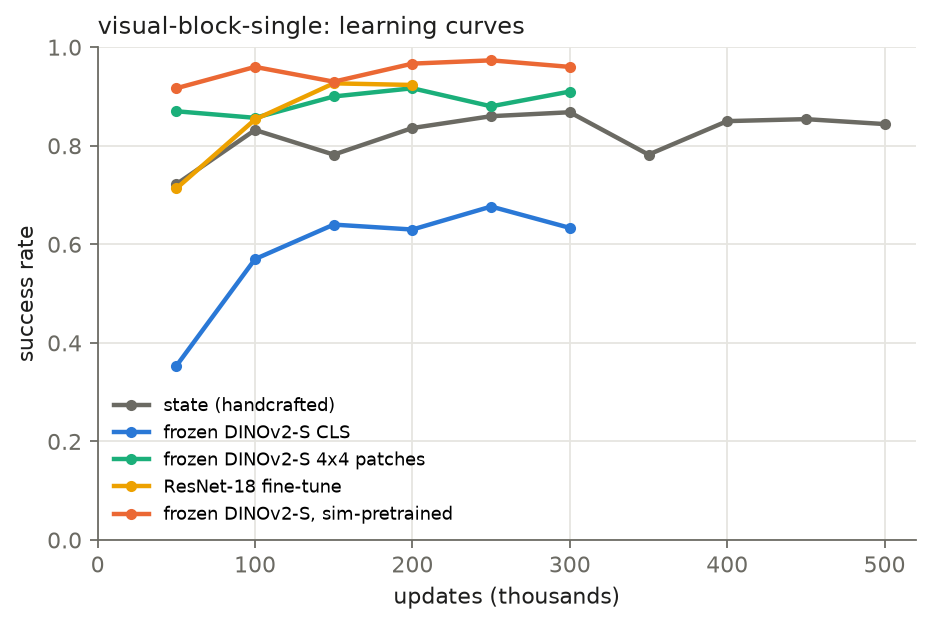 visual-block-single: learning curves
1.0
0.8
0.6
0.4
0.2
0.0
success rate
state (handcrafted)
frozen DINOv2-S CLS
frozen DINOv2-S 4x4 patches
ResNet-18 fine-tune
frozen DINOv2-S, sim-pretrained
0 100 200 300 400 500
updates (thousands)